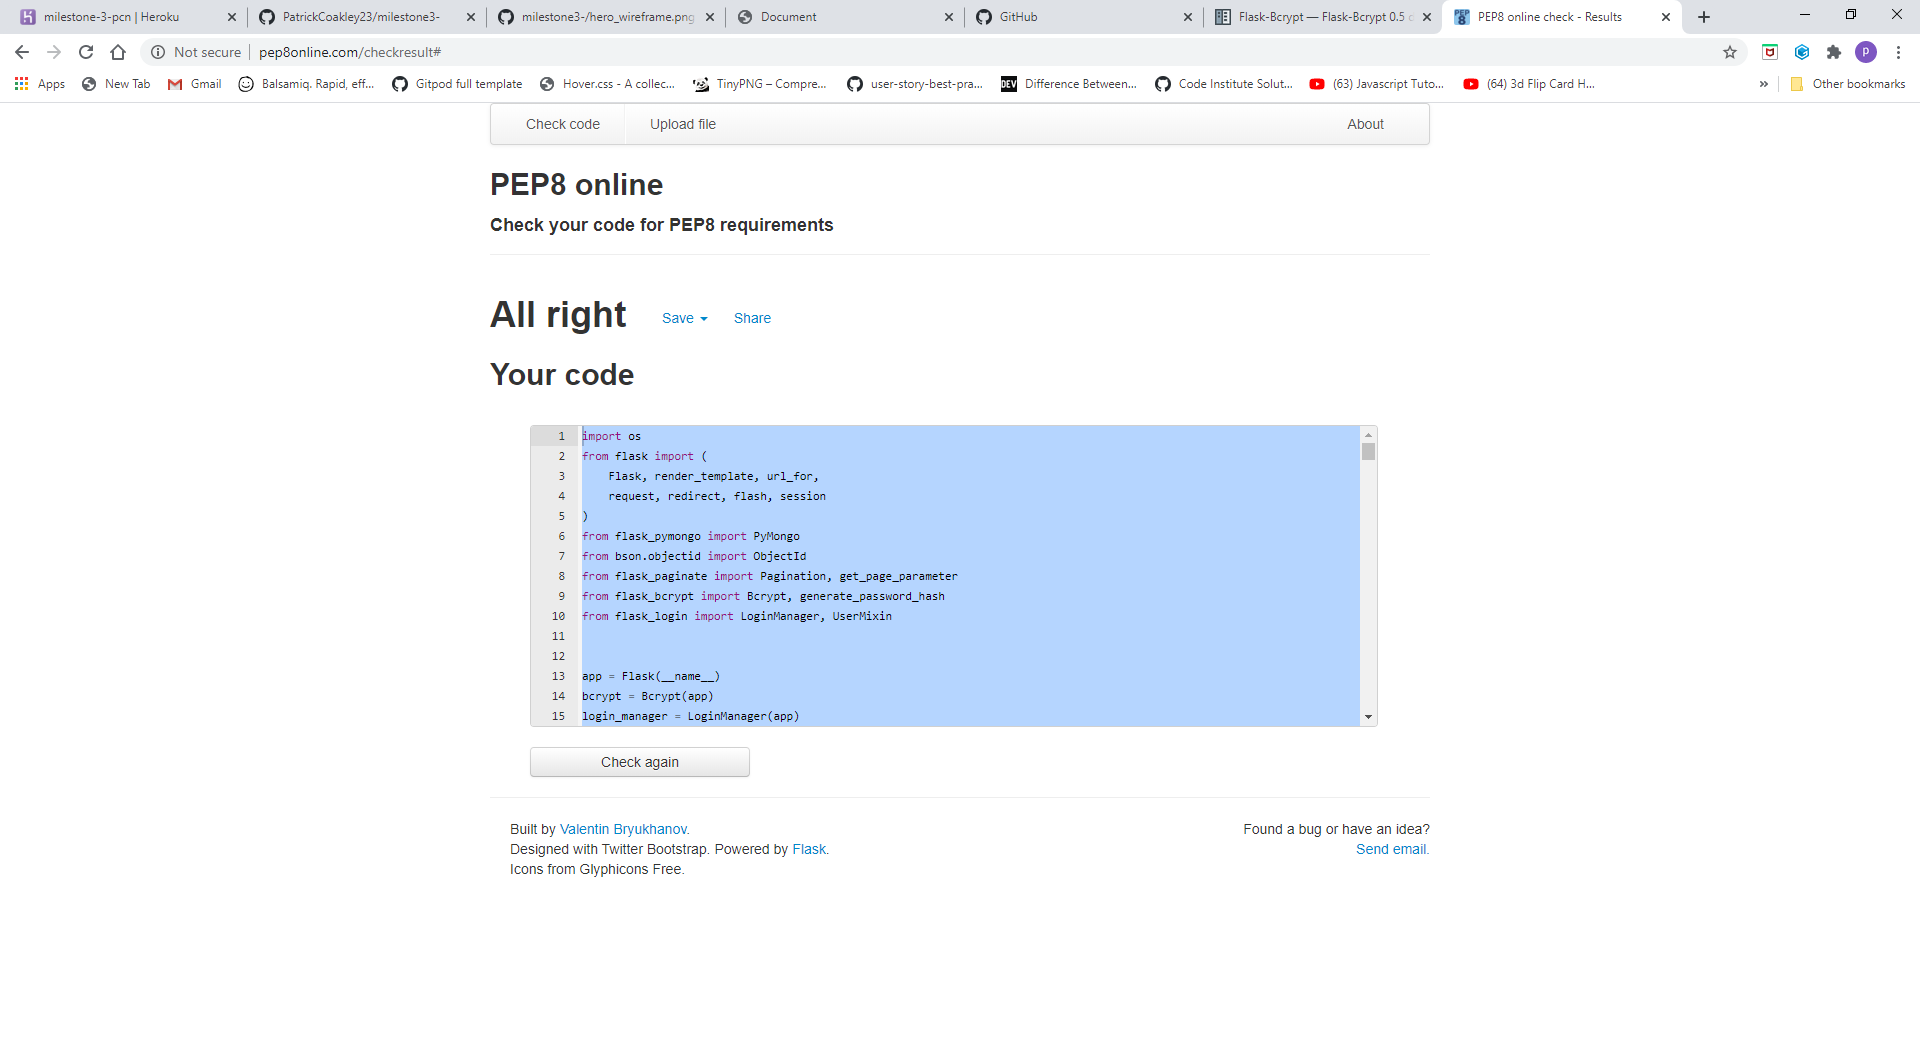 milestone-3-pcn | Heroku
PatrickCoakley23/milestone3-
milestone3-/hero_wireframe.png
Document
GitHub
Flask-Bcrypt — Flask-Bcrypt 0.5 d
PEP8 online check - Results
Not secure | pep8online.com/checkresult#
P
Apps
New Tab
Gmail
Balsamiq. Rapid, eff...
Gitpod full template
Hover.css - A collec...
TinyPNG – Compre...
user-story-best-pra...
DEV Difference Between...
Code Institute Solut...
(63) Javascript Tuto...
(64) 3d Flip Card H...
» Other bookmarks
Check code Upload file About
PEP8 online
Check your code for PEP8 requirements
All right Save Share
Your code
1 import os
2 from flask import (
3 Flask, render_template, url_for,
4 request, redirect, flash, session
5 )
6 from flask_pymongo import PyMongo
7 from bson.objectid import ObjectId
8 from flask_paginate import Pagination, get_page_parameter
9 from flask_bcrypt import Bcrypt, generate_password_hash
10 from flask_login import LoginManager, UserMixin
11
12
13 app = Flask(__name__)
14 bcrypt = Bcrypt(app)
15 login_manager = LoginManager(app)
Check again
Built by Valentin Bryukhanov.
Designed with Twitter Bootstrap. Powered by Flask.
Icons from Glyphicons Free.
Found a bug or have an idea?
Send email.